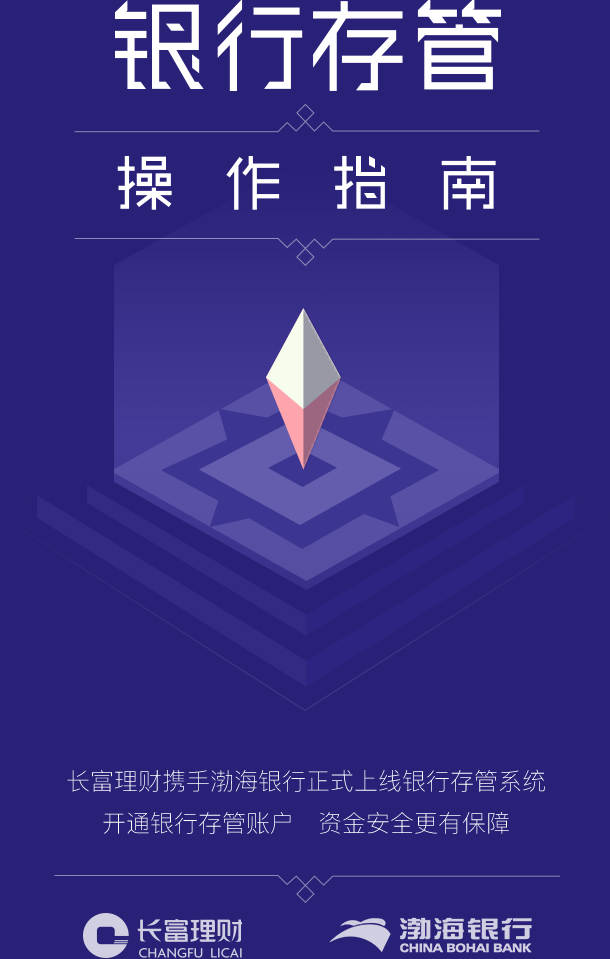 银行存管
操作指南
长富理财携手渤海银行正式上线银行存管系统
开通银行存管账户 资金安全更有保障
长富理财
CHANGFU LICAI
渤海银行
CHINA BOHAI BANK